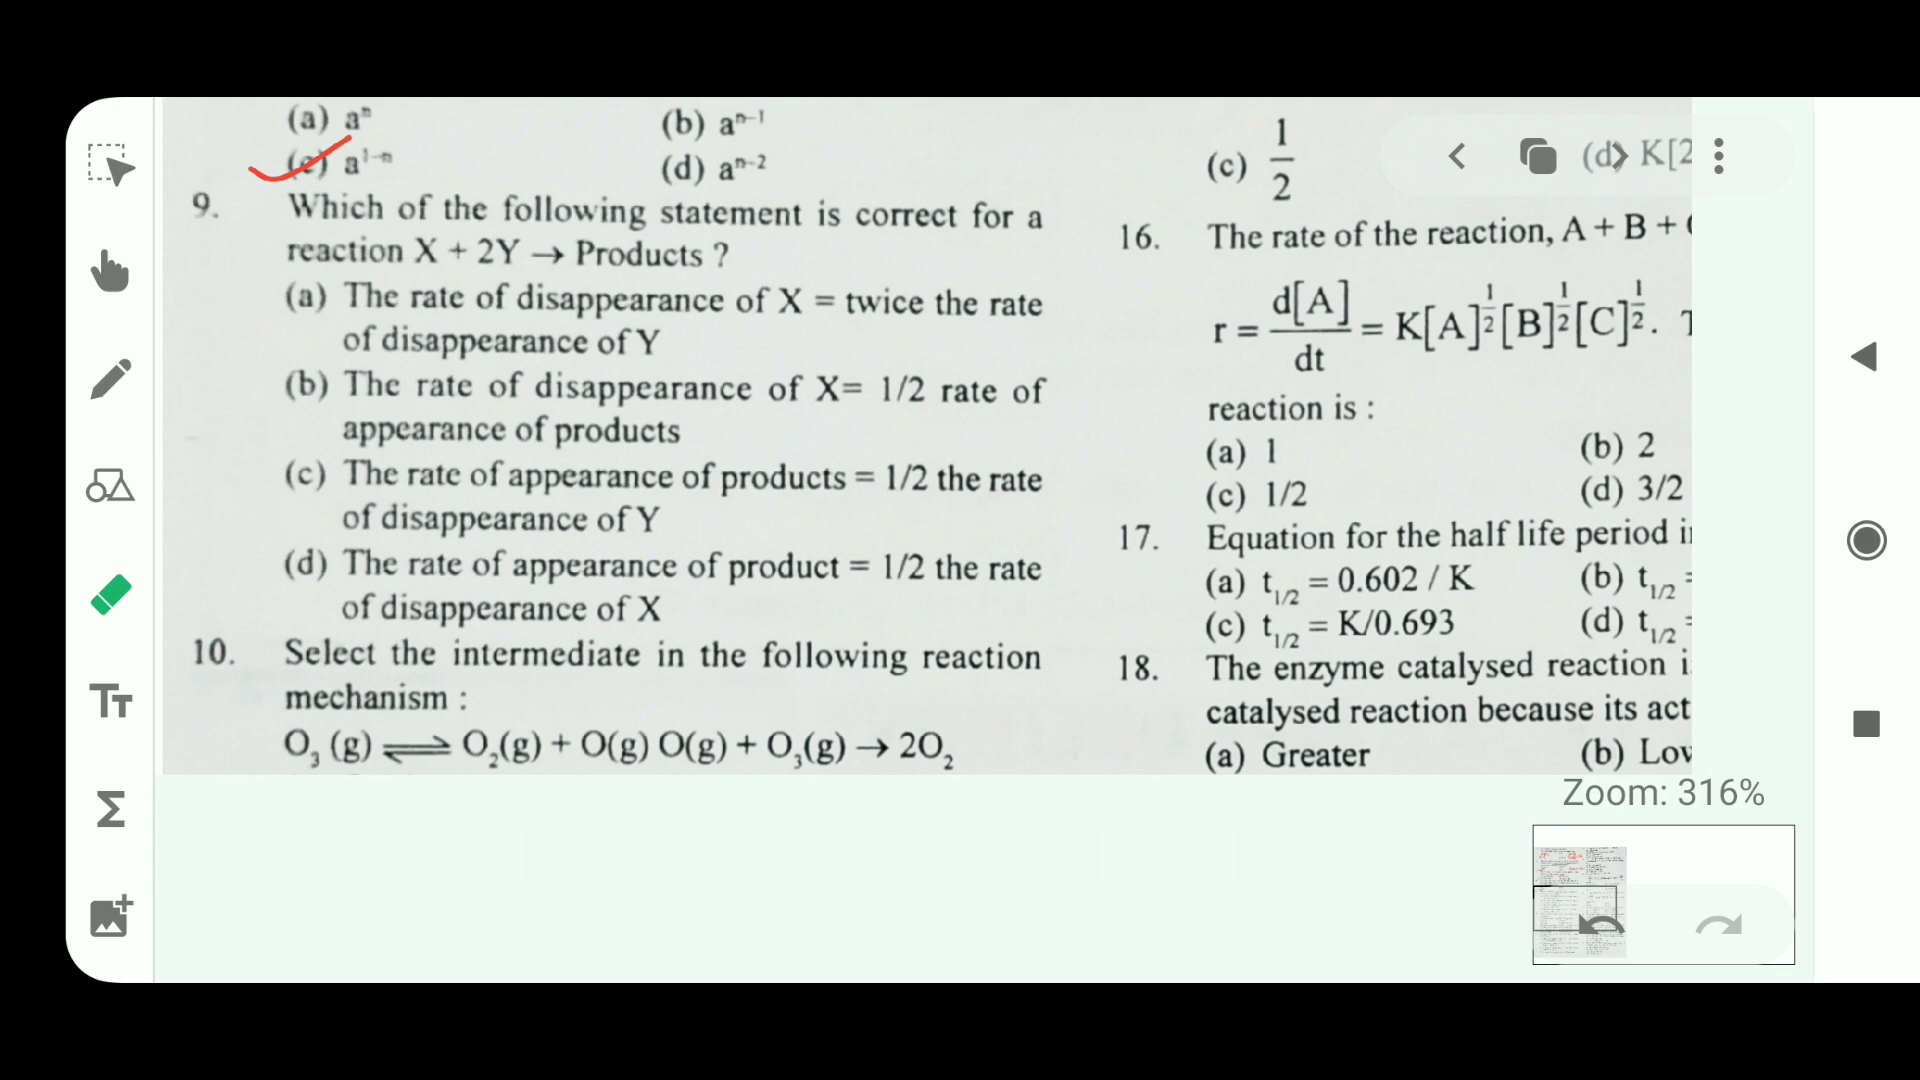 (a) aⁿ (b) aⁿ⁻¹
(c) a¹⁻ⁿ (d) aⁿ⁻²
9. Which of the following statement is correct for a
reaction X + 2Y → Products ?
(a) The rate of disappearance of X = twice the rate
of disappearance of Y
(b) The rate of disappearance of X= 1/2 rate of
appearance of products
(c) The rate of appearance of products = 1/2 the rate
of disappearance of Y
(d) The rate of appearance of product = 1/2 the rate
of disappearance of X
10. Select the intermediate in the following reaction
mechanism :
O₃ (g) ⇌ O₂(g) + O(g) O(g) + O₃(g) → 2O₂
(c) 1/2 (d) K[2
16. The rate of the reaction, A + B +
r = d[A]/dt = K[A]^1/2 [B]^1/2 [C]^1/2.
reaction is :
(a) 1 (b) 2
(c) 1/2 (d) 3/2
17. Equation for the half life period
(a) t₁/₂ = 0.602 / K (b) t₁/₂ =
(c) t₁/₂ = K/0.693 (d) t₁/₂ =
18. The enzyme catalysed reaction
catalysed reaction because its act
(a) Greater (b) Low
Zoom: 316%